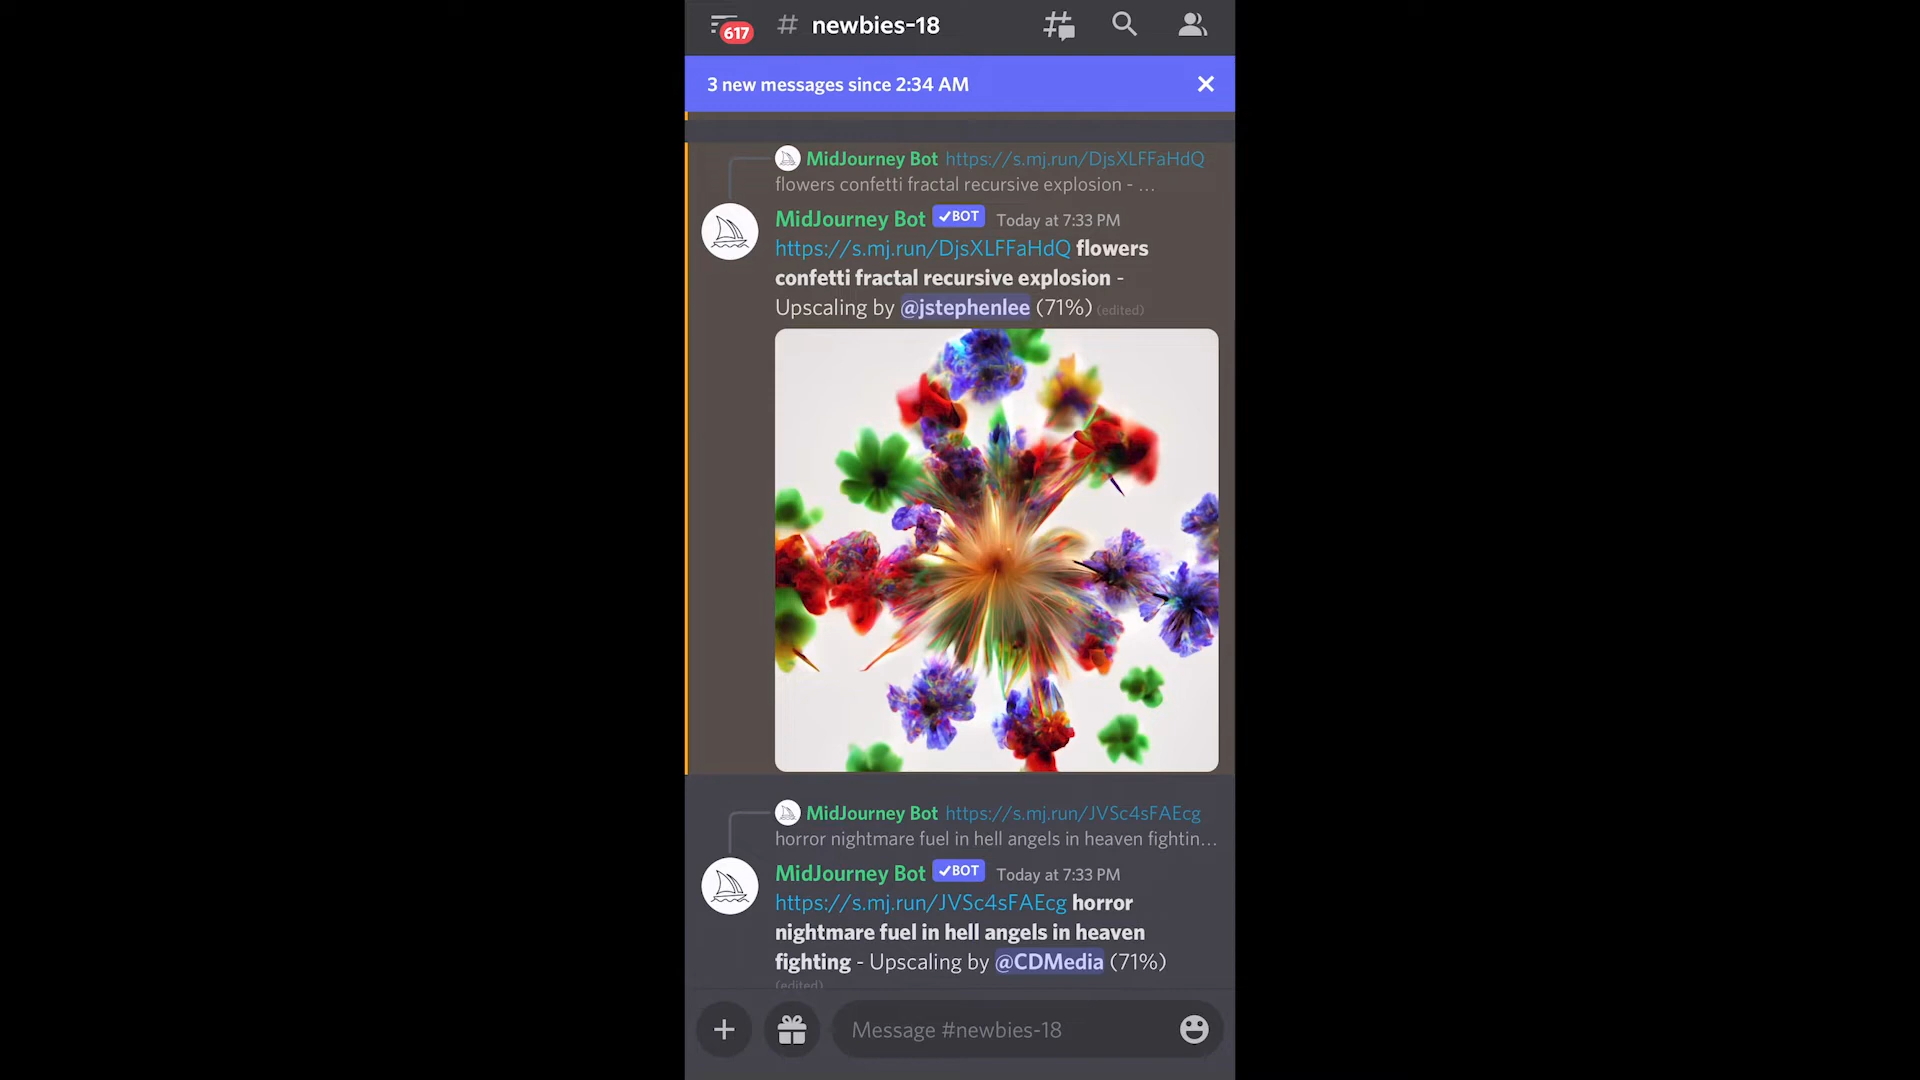 617 # newbies-18
3 new messages since 2:34 AM
MidJourney Bot https://s.mj.run/DjsXLFFaHdQ
flowers confetti fractal recursive explosion - ...
MidJourney Bot ✓BOT Today at 7:33 PM
https://s.mj.run/DjsXLFFaHdQ flowers
confetti fractal recursive explosion -
Upscaling by @jstephenlee (71%) (edited)
MidJourney Bot https://s.mj.run/JVSc4sFAEcg
horror nightmare fuel in hell angels in heaven fightin...
MidJourney Bot ✓BOT Today at 7:33 PM
https://s.mj.run/JVSc4sFAEcg horror
nightmare fuel in hell angels in heaven
fighting - Upscaling by @CDMedia (71%)
(edited)
Message #newbies-18